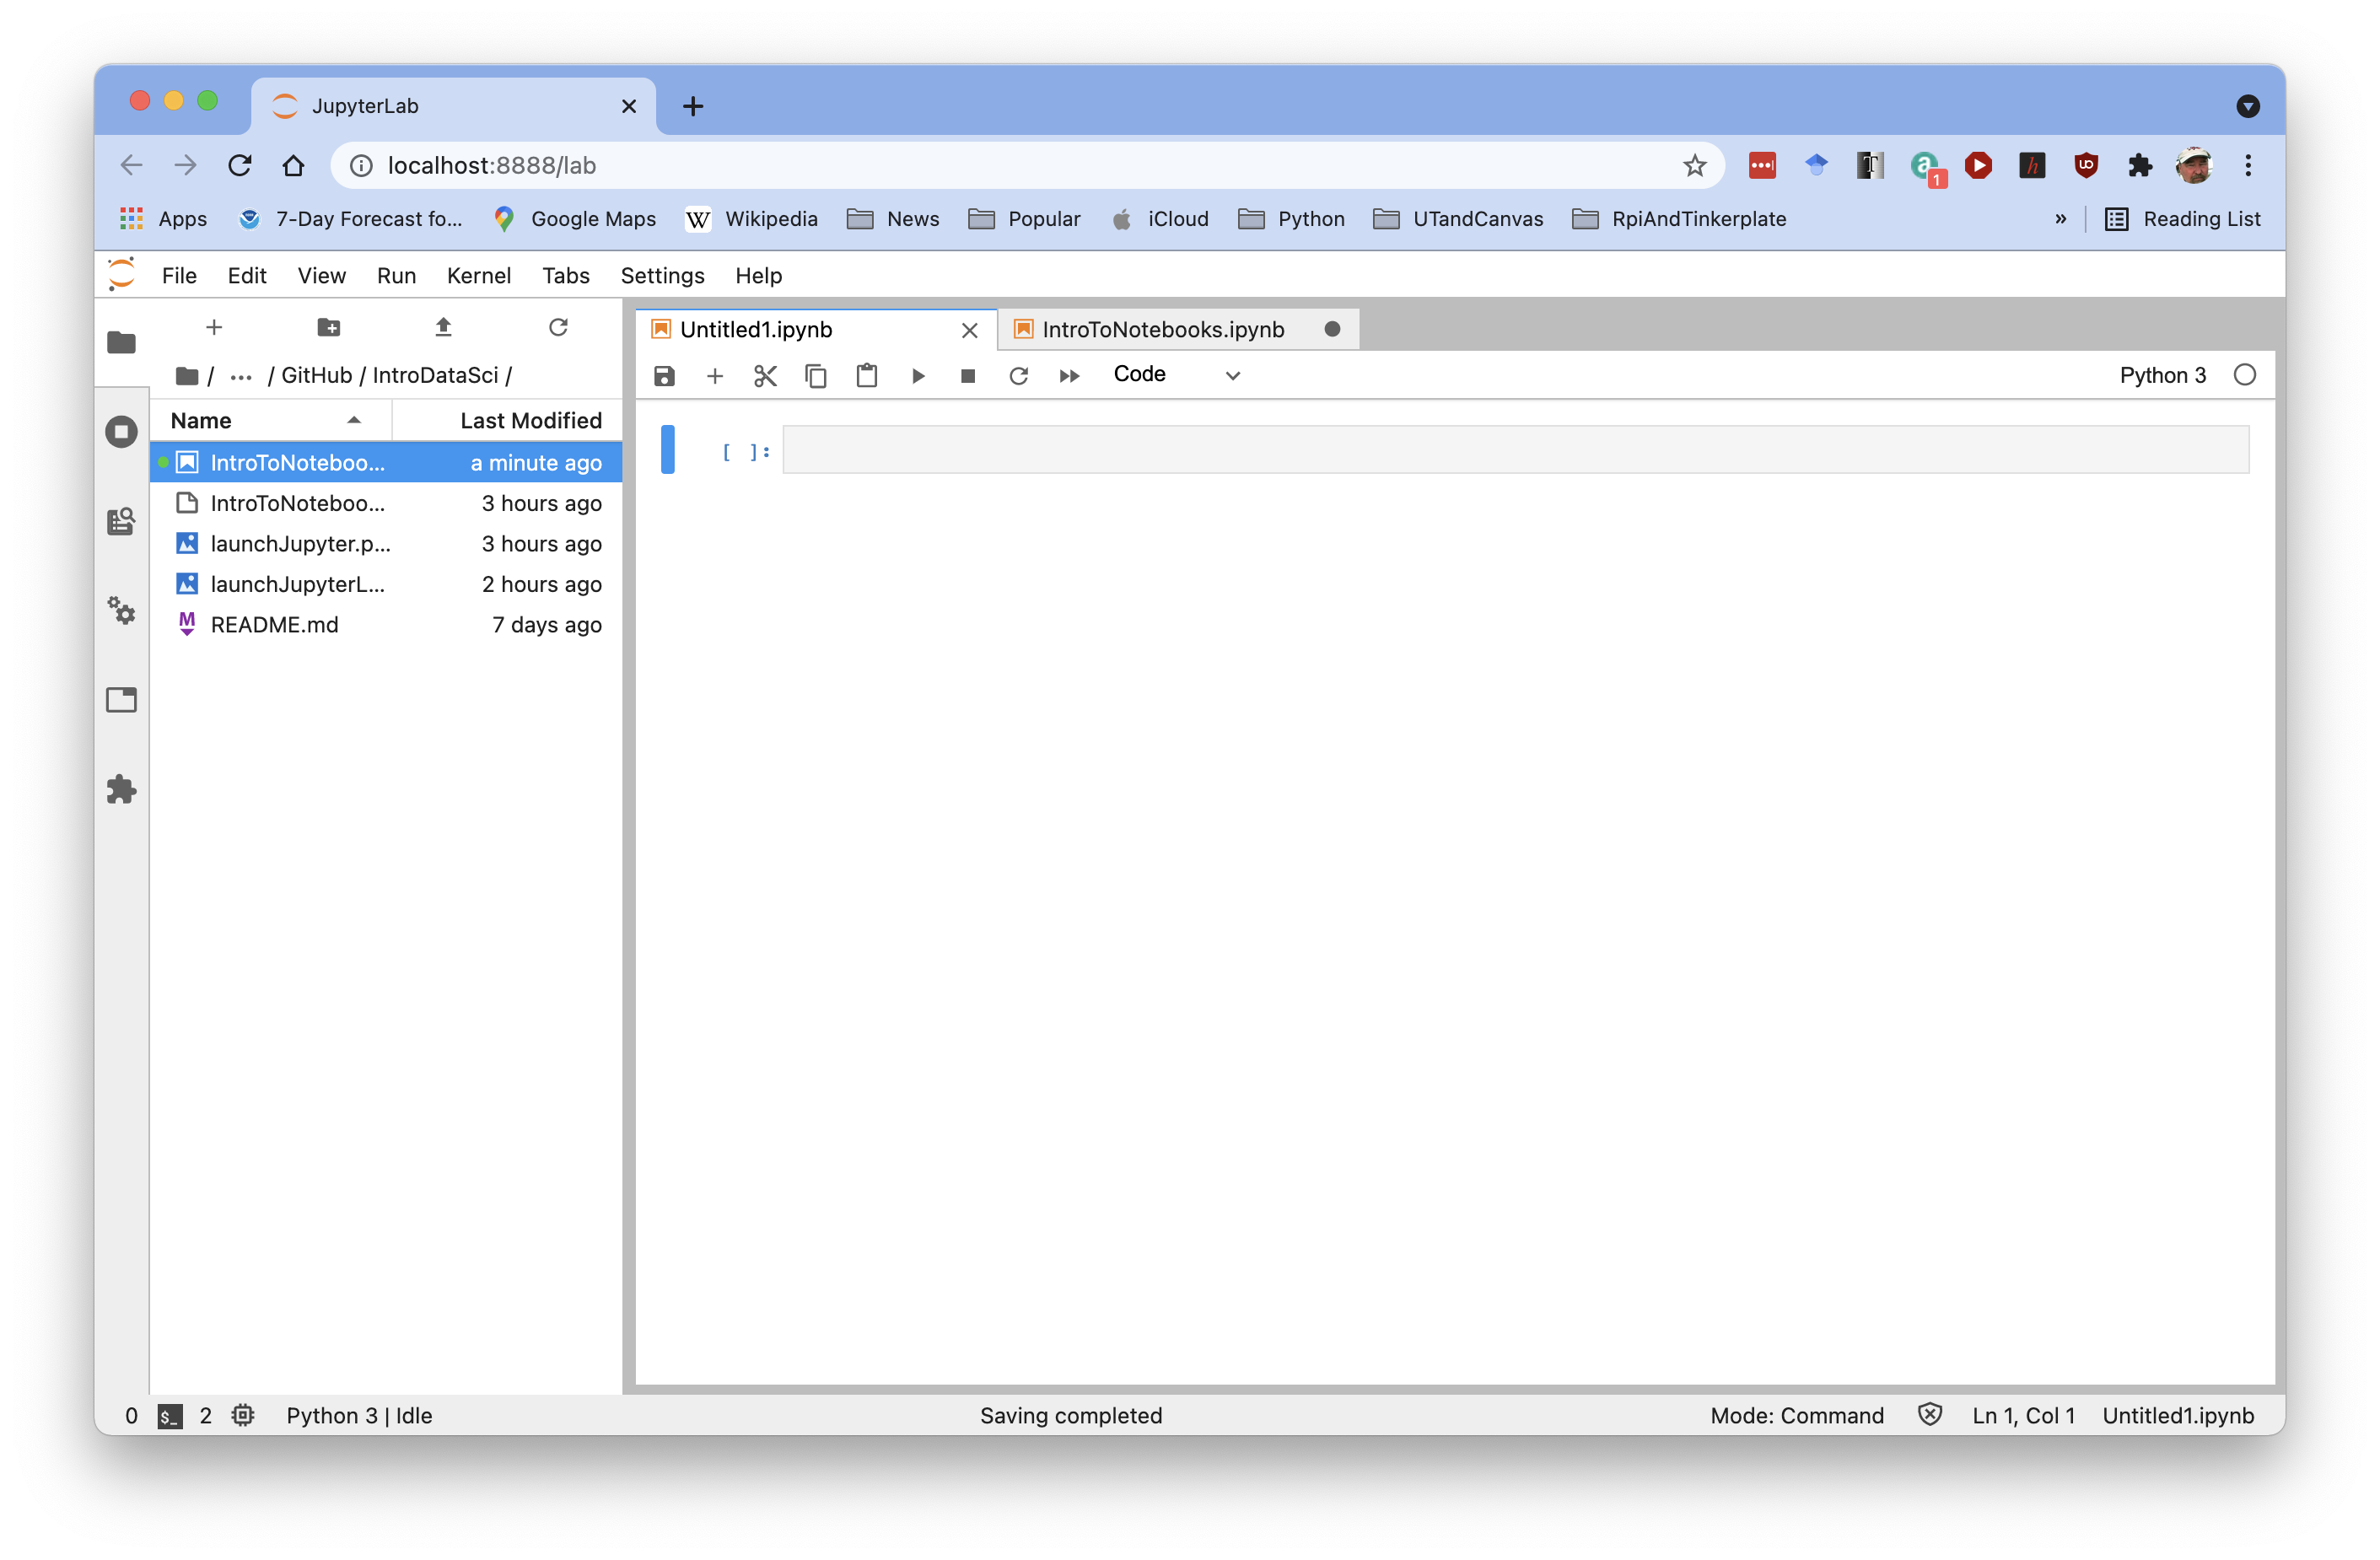 JupyterLab
localhost:8888/lab
1
Apps 7-Day Forecast fo... Google Maps W Wikipedia News Popular iCloud Python UTandCanvas RpiAndTinkerplate » Reading List
File Edit View Run Kernel Tabs Settings Help
/ ... / GitHub / IntroDataSci /
Name Last Modified
IntroToNoteboo... a minute ago
IntroToNoteboo... 3 hours ago
launchJupyter.p... 3 hours ago
launchJupyterL... 2 hours ago
README.md 7 days ago
Untitled1.ipynb IntroToNotebooks.ipynb
Code Python 3
[ ]:
0 $_ 2 Python 3 | Idle Saving completed Mode: Command Ln 1, Col 1 Untitled1.ipynb